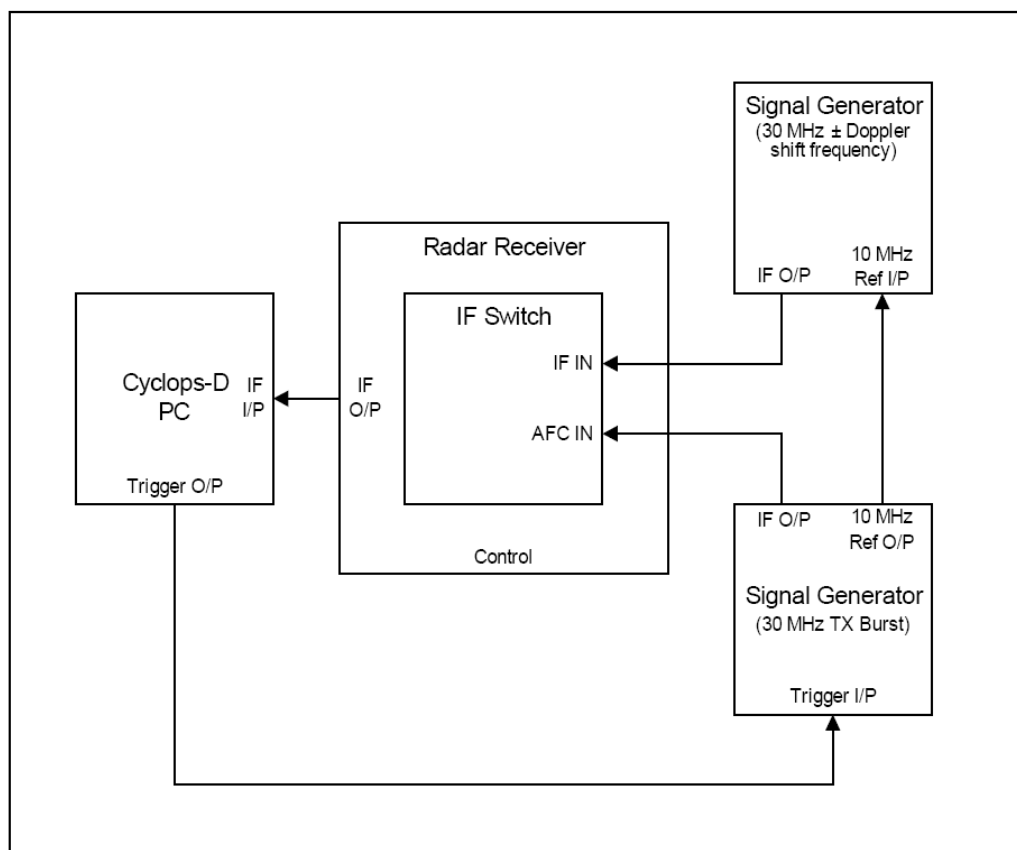 Signal Generator
(30 MHz ± Doppler
shift frequency)
10 MHz
IF O/P
Ref I/P
Radar Receiver
IF Switch
IF IN
AFC IN
IF
O/P
Control
Cyclops-D
PC
IF
I/P
Trigger O/P
IF O/P
10 MHz
Ref O/P
Signal Generator
(30 MHz TX Burst)
Trigger I/P